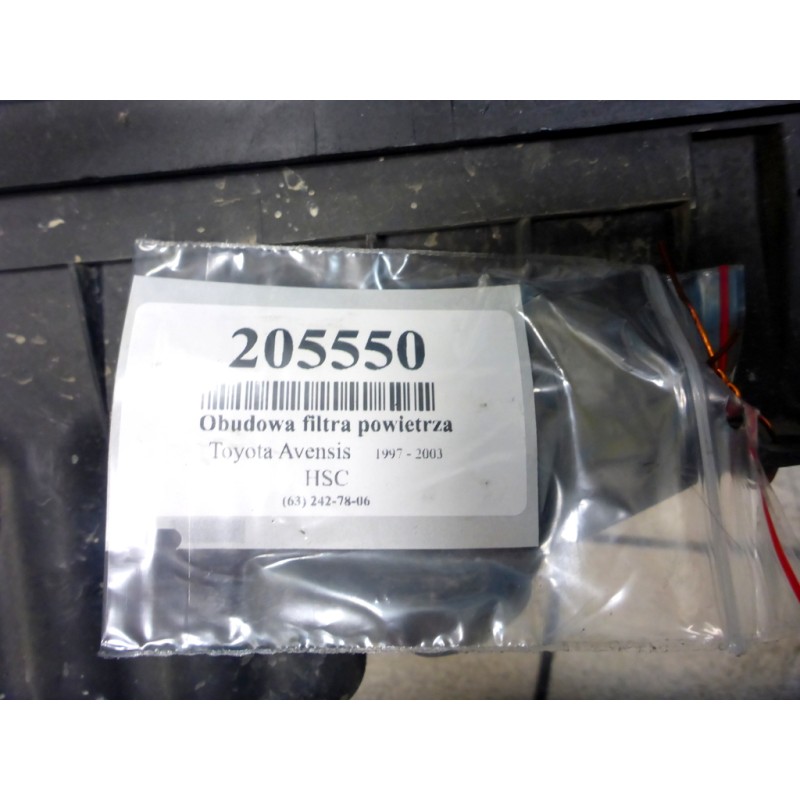 205550
Obudowa filtra powietrza
Toyota Avensis 1997 - 2003
HSC
(63) 242-78-06